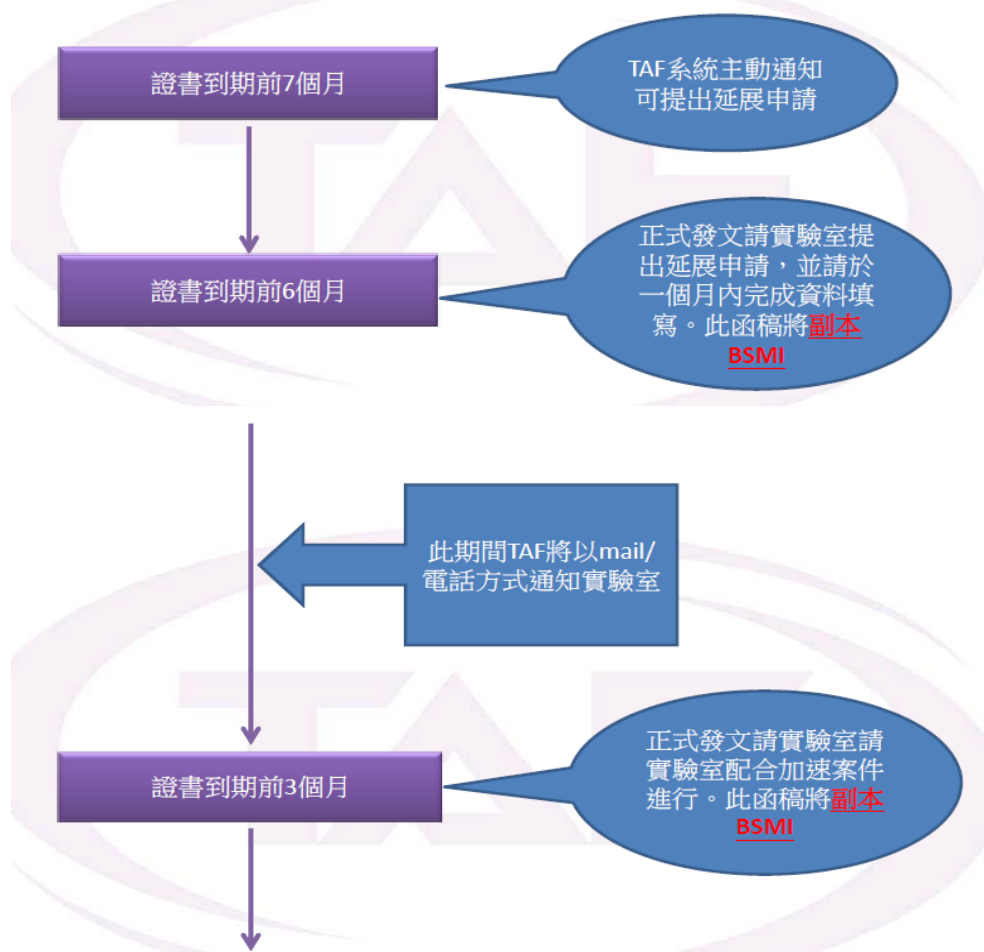 證書到期前7個月
TAF系統主動通知
可提出延展申請
證書到期前6個月
正式發文請實驗室提
出延展申請，並請於
一個月內完成資料填
寫。此函稿將副本
BSMI
此期間TAF將以mail/
電話方式通知實驗室
證書到期前3個月
正式發文請實驗室請
實驗室配合加速案件
進行。此函稿將副本
BSMI
TAF
TAF